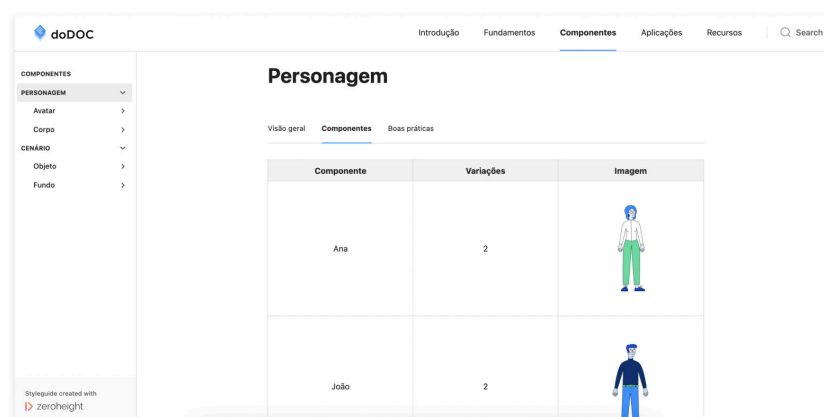 doDOC
Introdução Fundamentos Componentes Aplicações Recursos Search
COMPONENTES
PERSONAGEM
Avatar
Corpo
CENÁRIO
Objeto
Fundo
Styleguide created with
zeroheight
Personagem
Visão geral Componentes Boas práticas
Componente Variações Imagem
Ana 2
João 2